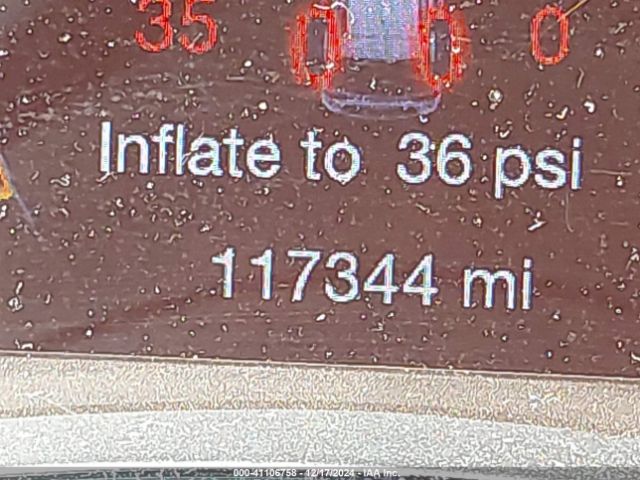 35 0
Inflate to 36 psi
117344 mi
000-41106758 - 12/17/2024 - IAA Inc.